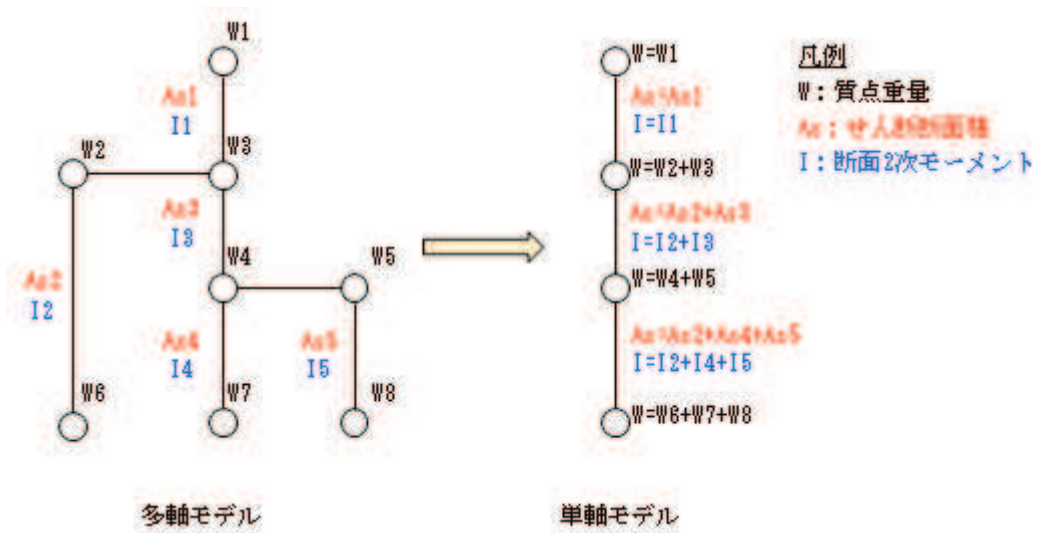 W1
As1
I1
W2
W3
As3
I3
W4
W5
As2
I2
As4
I4
As5
I5
W6
W7
W8
多軸モデル
W=W1
As=As1
I=I1
W=W2+W3
As=As2+As3
I=I2+I3
W=W4+W5
As=As2+As4+As5
I=I2+I4+I5
W=W6+W7+W8
単軸モデル
凡例
W:質点重量
As:せん断断面積
I:断面2次モーメント